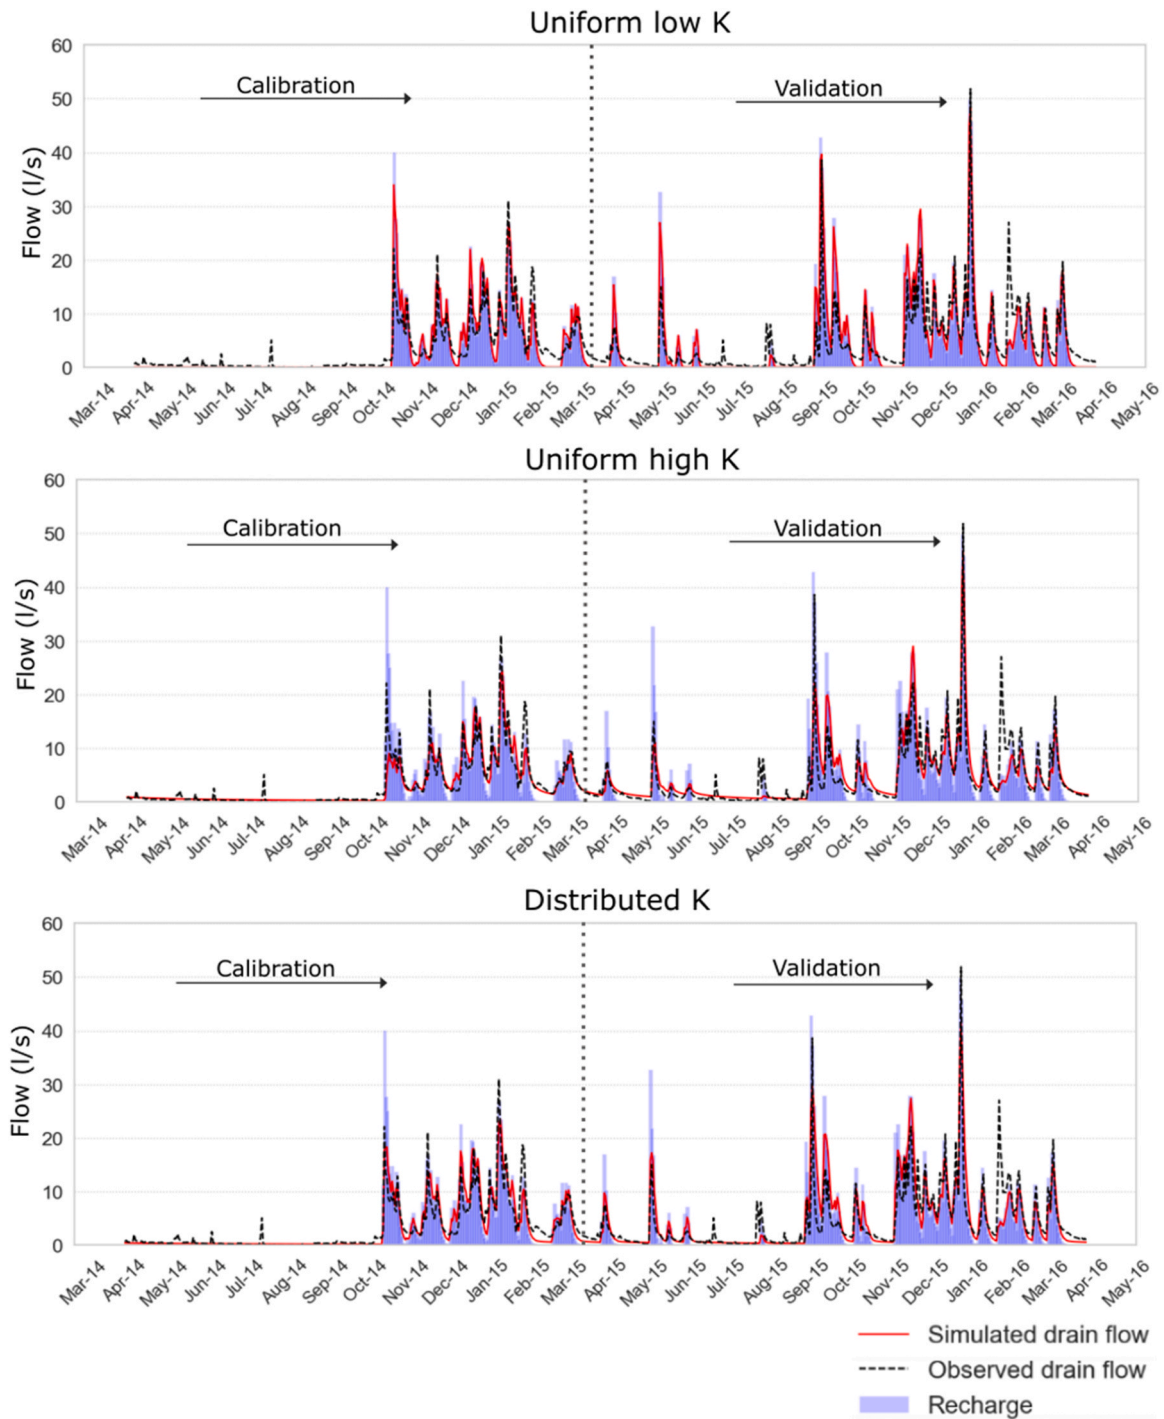 Uniform low K
60
50
40
30
20
10
0
Flow (l/s)
Calibration
Validation
Mar-14
Apr-14
May-14
Jun-14
Jul-14
Aug-14
Sep-14
Oct-14
Nov-14
Dec-14
Jan-15
Feb-15
Mar-15
Apr-15
May-15
Jun-15
Jul-15
Aug-15
Sep-15
Oct-15
Nov-15
Dec-15
Jan-16
Feb-16
Mar-16
Apr-16
May-16
Uniform high K
60
50
40
30
20
10
0
Flow (l/s)
Calibration
Validation
Mar-14
Apr-14
May-14
Jun-14
Jul-14
Aug-14
Sep-14
Oct-14
Nov-14
Dec-14
Jan-15
Feb-15
Mar-15
Apr-15
May-15
Jun-15
Jul-15
Aug-15
Sep-15
Oct-15
Nov-15
Dec-15
Jan-16
Feb-16
Mar-16
Apr-16
May-16
Distributed K
60
50
40
30
20
10
0
Flow (l/s)
Calibration
Validation
Mar-14
Apr-14
May-14
Jun-14
Jul-14
Aug-14
Sep-14
Oct-14
Nov-14
Dec-14
Jan-15
Feb-15
Mar-15
Apr-15
May-15
Jun-15
Jul-15
Aug-15
Sep-15
Oct-15
Nov-15
Dec-15
Jan-16
Feb-16
Mar-16
Apr-16
May-16
Simulated drain flow
Observed drain flow
Recharge